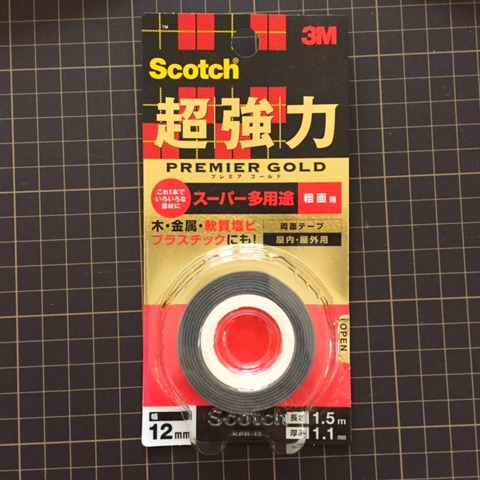 3M
Scotch
超強力
PREMIER GOLD
プレミア ゴールド
これ1本で
いろいろな
素材に
スーパー多用途
粗面用
木・金属・軟質塩ビ
プラスチックにも!
両面テープ
屋内・屋外用
OPEN
Scotch
幅
12mm
長さ 1.5m
厚み 1.1mm